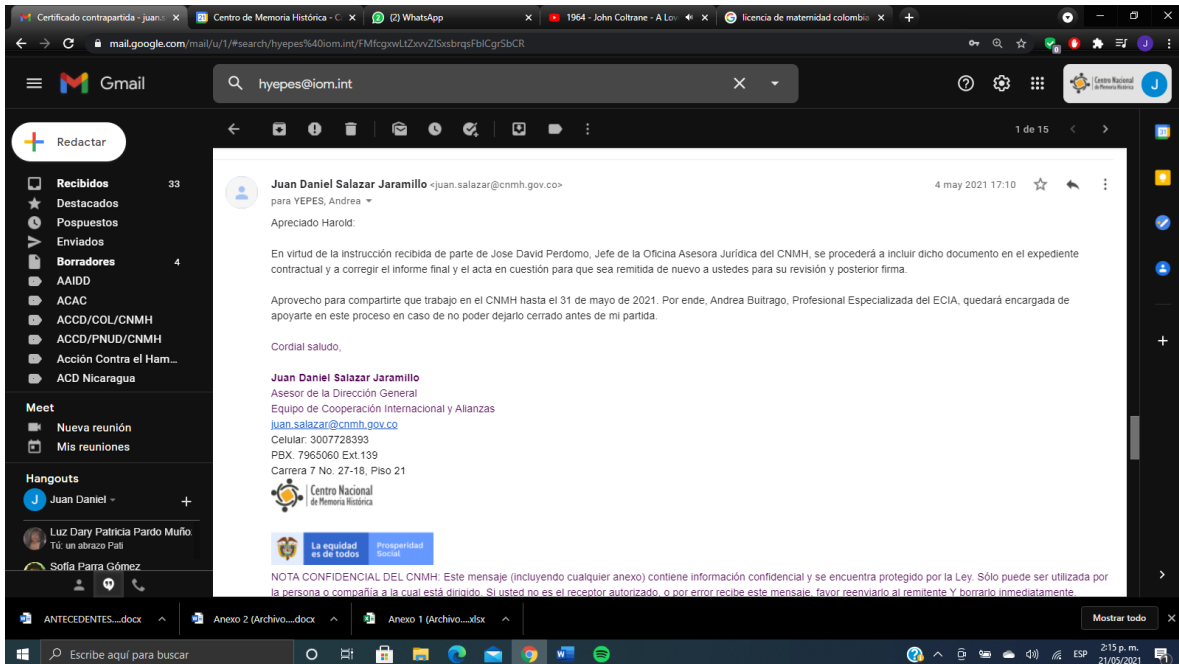 Certificado contrapartida - juan.s
Centro de Memoria Histórica - C
(2) WhatsApp
1964 - John Coltrane - A Lov
licencia de maternidad colombia
mail.google.com/mail/u/1/#search/hyepes%40iom.int/FMfcgxwLtZxvvZISxsbrqsFblCgrSbCR
Gmail
hyepes@iom.int
Centro Nacional
de Memoria Histórica
J
Redactar
1 de 15
Recibidos 33
Destacados
Pospuestos
Enviados
Borradores 4
AAIDD
ACAC
ACCD/COL/CNMH
ACCD/PNUD/CNMH
Acción Contra el Ham...
ACD Nicaragua
Meet
Nueva reunión
Mis reuniones
Hangouts
J Juan Daniel
Luz Dary Patricia Pardo Muño
Tú: un abrazo Pati
Sofía Parra Gómez
Juan Daniel Salazar Jaramillo <juan.salazar@cnmh.gov.co>
4 may 2021 17:10
para YEPES, Andrea
Apreciado Harold:
En virtud de la instrucción recibida de parte de Jose David Perdomo, Jefe de la Oficina Asesora Jurídica del CNMH, se procederá a incluir dicho documento en el expediente
contractual y a corregir el informe final y el acta en cuestión para que sea remitida de nuevo a ustedes para su revisión y posterior firma.
Aprovecho para compartirte que trabajo en el CNMH hasta el 31 de mayo de 2021. Por ende, Andrea Buitrago, Profesional Especializada del ECIA, quedará encargada de
apoyarte en este proceso en caso de no poder dejarlo cerrado antes de mi partida.
Cordial saludo,
Juan Daniel Salazar Jaramillo
Asesor de la Dirección General
Equipo de Cooperación Internacional y Alianzas
juan.salazar@cnmh.gov.co
Celular: 3007728393
PBX. 7965060 Ext.139
Carrera 7 No. 27-18, Piso 21
Centro Nacional
de Memoria Histórica
La equidad
es de todos
Prosperidad
Social
NOTA CONFIDENCIAL DEL CNMH: Este mensaje (incluyendo cualquier anexo) contiene información confidencial y se encuentra protegido por la Ley. Sólo puede ser utilizada por
la persona o compañía a la cual está dirigido. Si usted no es el receptor autorizado, o por error recibe este mensaje, favor reenviarlo al remitente Y borrarlo inmediatamente.
ANTECEDENTES....docx
Anexo 2 (Archivo....docx
Anexo 1 (Archivo....xlsx
Mostrar todo
Escribe aquí para buscar
ESP
2:15 p. m.
21/05/2021